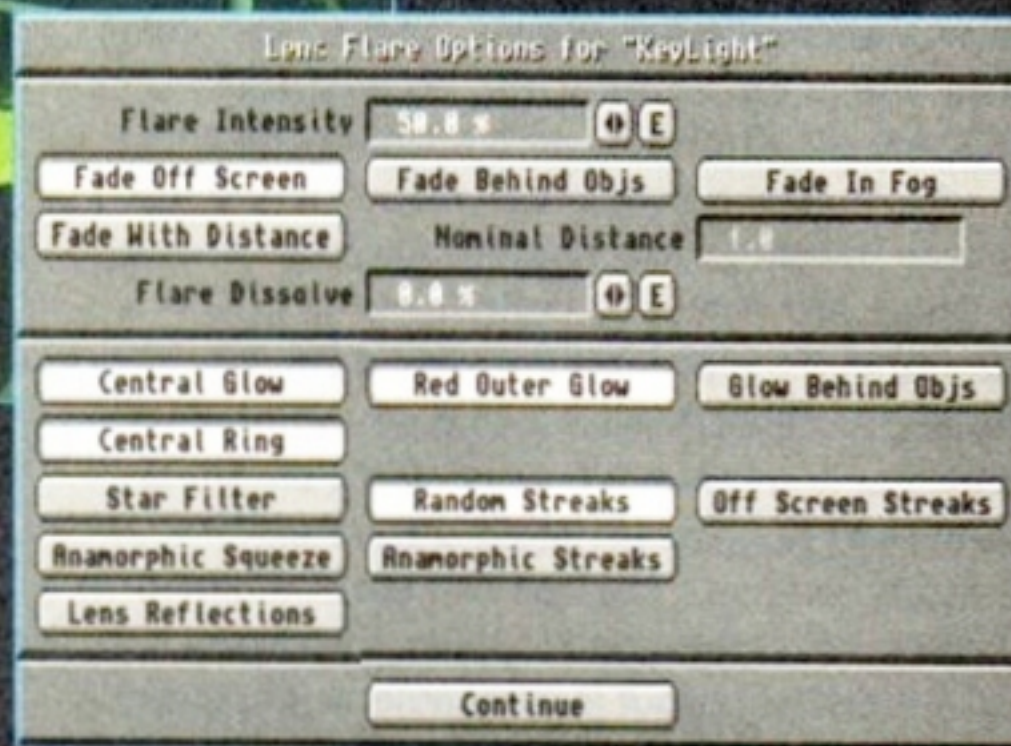 Lens Flare Options for "KeyLight"
Flare Intensity 50.0 % E
Fade Off Screen Fade Behind Objs Fade In Fog
Fade With Distance Nominal Distance 1.0
Flare Dissolve 0.0 % E
Central Glow Red Outer Glow Glow Behind Objs
Central Ring
Star Filter Random Streaks Off Screen Streaks
Anamorphic Squeeze Anamorphic Streaks
Lens Reflections
Continue